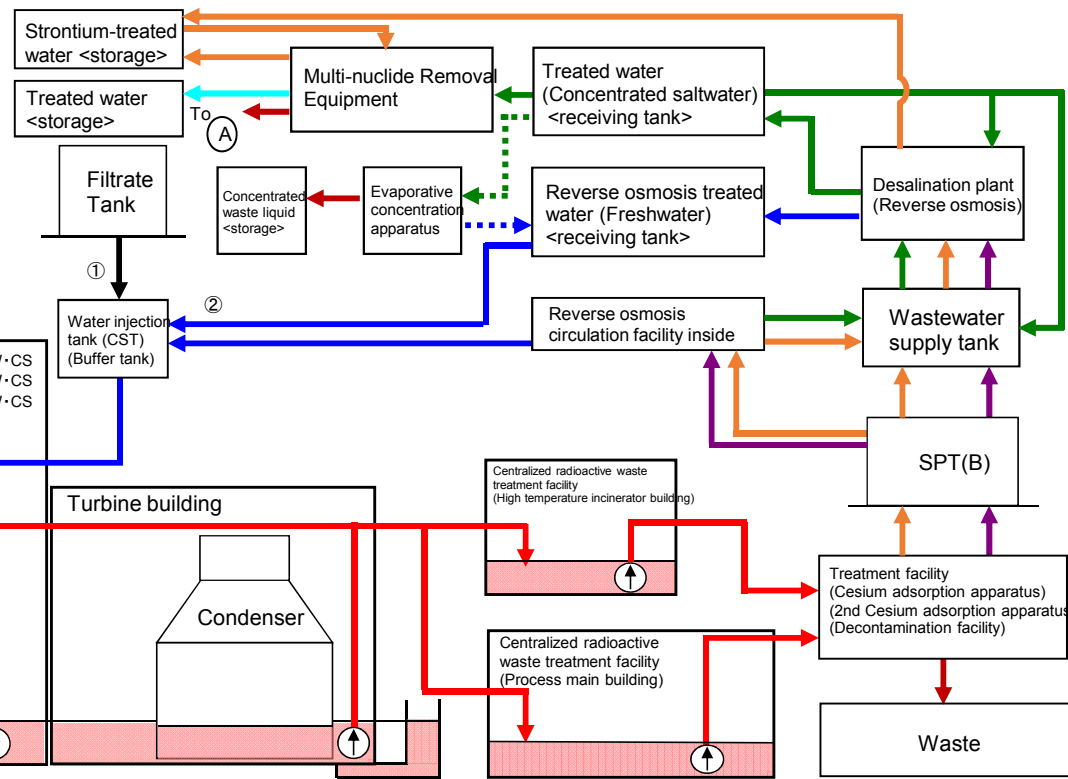 Strontium-treated
water <storage>
Multi-nuclide Removal
Equipment
Treated water
(Concentrated saltwater)
<receiving tank>
Treated water
<storage>
To
A
Filtrate
Tank
Concentrated
waste liquid
<storage>
Evaporative
concentration
apparatus
Reverse osmosis treated
water (Freshwater)
<receiving tank>
Desalination plant
(Reverse osmosis)
①
②
Water injection
tank (CST)
(Buffer tank)
Reverse osmosis
circulation facility inside
Wastewater
supply tank
・CS
・CS
・CS
SPT(B)
Turbine building
Condenser
Centralized radioactive waste
treatment facility
(High temperature incinerator building)
Centralized radioactive
waste treatment facility
(Process main building)
Treatment facility
(Cesium adsorption apparatus)
(2nd Cesium adsorption apparatus
(Decontamination facility)
Waste